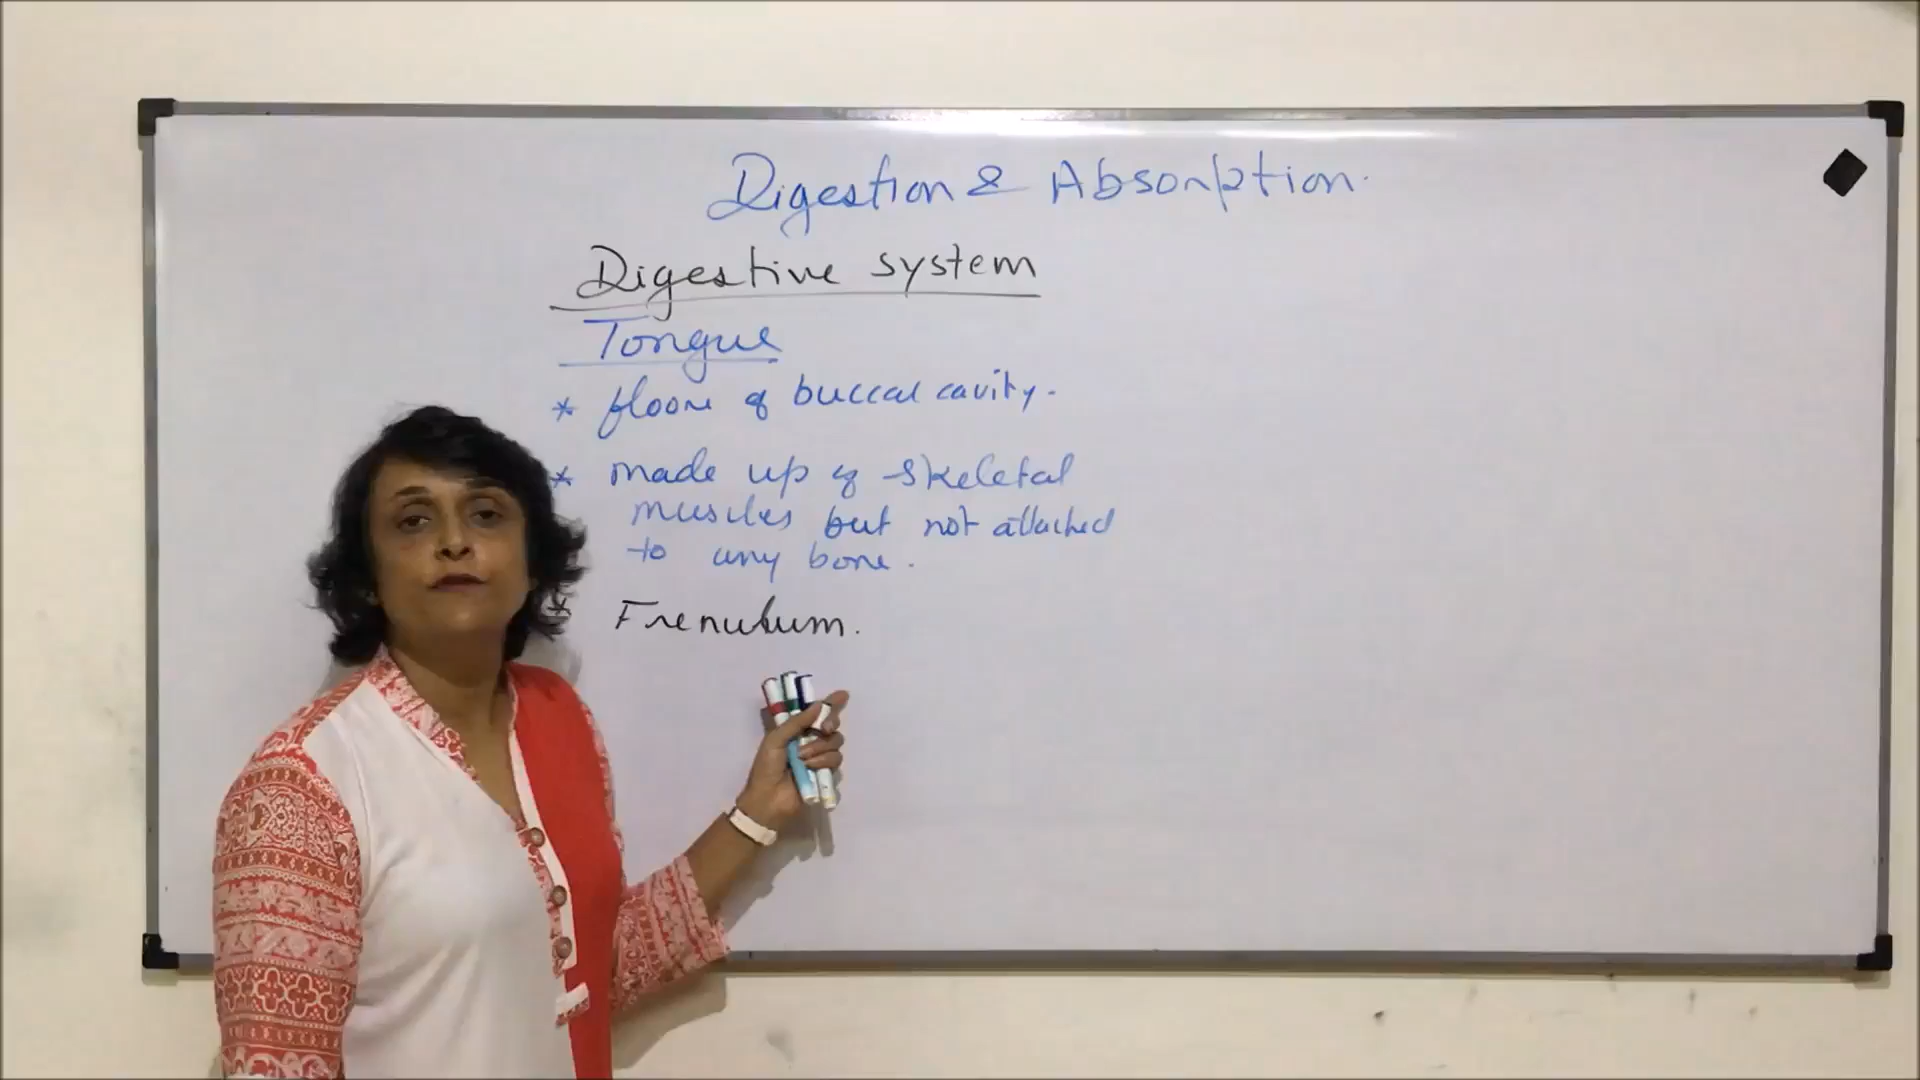 Digestion & Absorption.
Digestive system
Tongue
* floor of buccal cavity.
* made up of skeletal
muscles but not attached
to any bone.
* Frenulum.